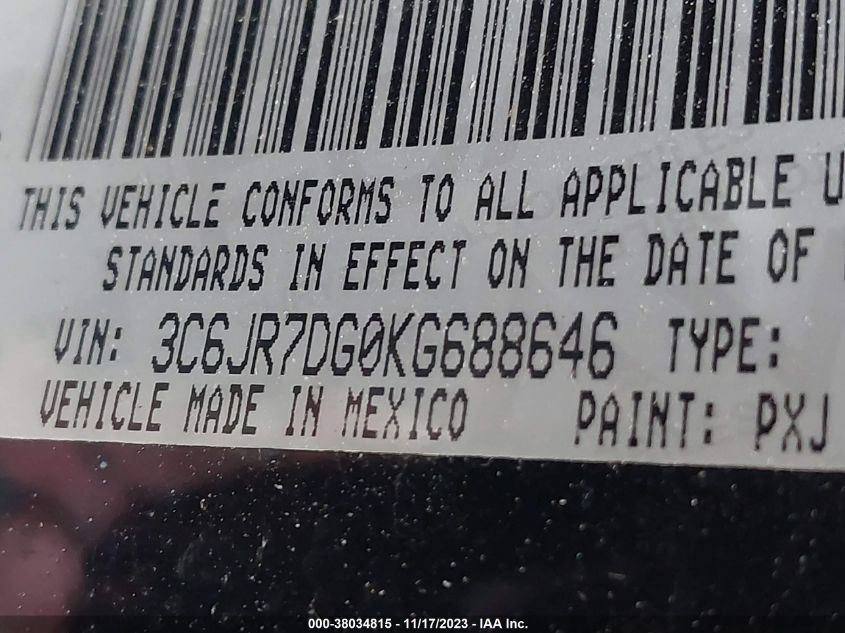 THIS VEHICLE CONFORMS TO ALL APPLICABLE U
STANDARDS IN EFFECT ON THE DATE OF
VIN: 3C6JR7DG0KG688646 TYPE:
VEHICLE MADE IN MEXICO PAINT: PXJ
000-38034815 - 11/17/2023 - IAA Inc.